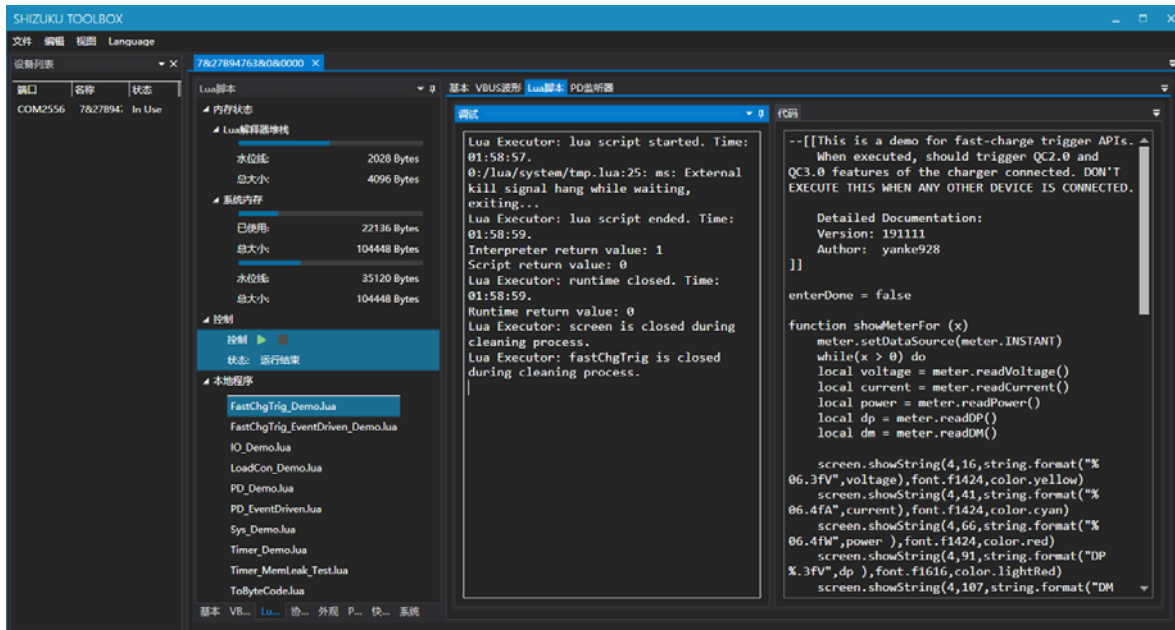 SHIZUKU TOOLBOX
文件 编辑 视图 Language
设备列表
端口 名称 状态
COM2556 7&27B94: In Use
7&27B94763&0&0000
Lua脚本
内存状态
Lua解释器堆栈
水位线: 2028 Bytes
总大小: 4096 Bytes
系统内存
已使用: 22136 Bytes
总大小: 104448 Bytes
水位线: 35120 Bytes
总大小: 104448 Bytes
控制
控制
状态: 运行结束
本地程序
FastChgTrig_Demo.lua
FastChgTrig_EventDriven_Demo.lua
IO_Demo.lua
LoadCon_Demo.lua
PD_Demo.lua
PD_EventDriven.lua
Sys_Demo.lua
Timer_Demo.lua
Timer_MemLeak_Test.lua
ToByteCode.lua
基本 VB... Lu... 协... 外观 P... 快... 系统
基本 VBUS波形 Lua脚本 PD监听器
调试
Lua Executor: lua script started. Time:
01:58:57.
0:/lua/system/tmp.lua:25: ms: External
kill signal hang while waiting,
exiting...
Lua Executor: lua script ended. Time:
01:58:59.
Interpreter return value: 1
Script return value: 0
Lua Executor: runtime closed. Time:
01:58:59.
Runtime return value: 0
Lua Executor: screen is closed during
cleaning process.
Lua Executor: fastChgTrig is closed
during cleaning process.
代码
--[[This is a demo for fast-charge trigger APIs.
When executed, should trigger QC2.0 and
QC3.0 features of the charger connected. DON'T
EXECUTE THIS WHEN ANY OTHER DEVICE IS CONNECTED.
Detailed Documentation:
Version: 191111
Author: yanke928
]]
enterDone = false
function showMeterFor (x)
meter.setDataSource(meter.INSTANT)
while(x > 0) do
local voltage = meter.readVoltage()
local current = meter.readCurrent()
local power = meter.readPower()
local dp = meter.readDP()
local dm = meter.readDM()
screen.showString(4,16,string.format("%
06.3fV",voltage),font.f1424,color.yellow)
screen.showString(4,41,string.format("%
06.4fA",current),font.f1424,color.cyan)
screen.showString(4,66,string.format("%
06.4fW",power ),font.f1424,color.red)
screen.showString(4,91,string.format("DP
%.3fV",dp ),font.f1616,color.lightRed)
screen.showString(4,107,string.format("DM